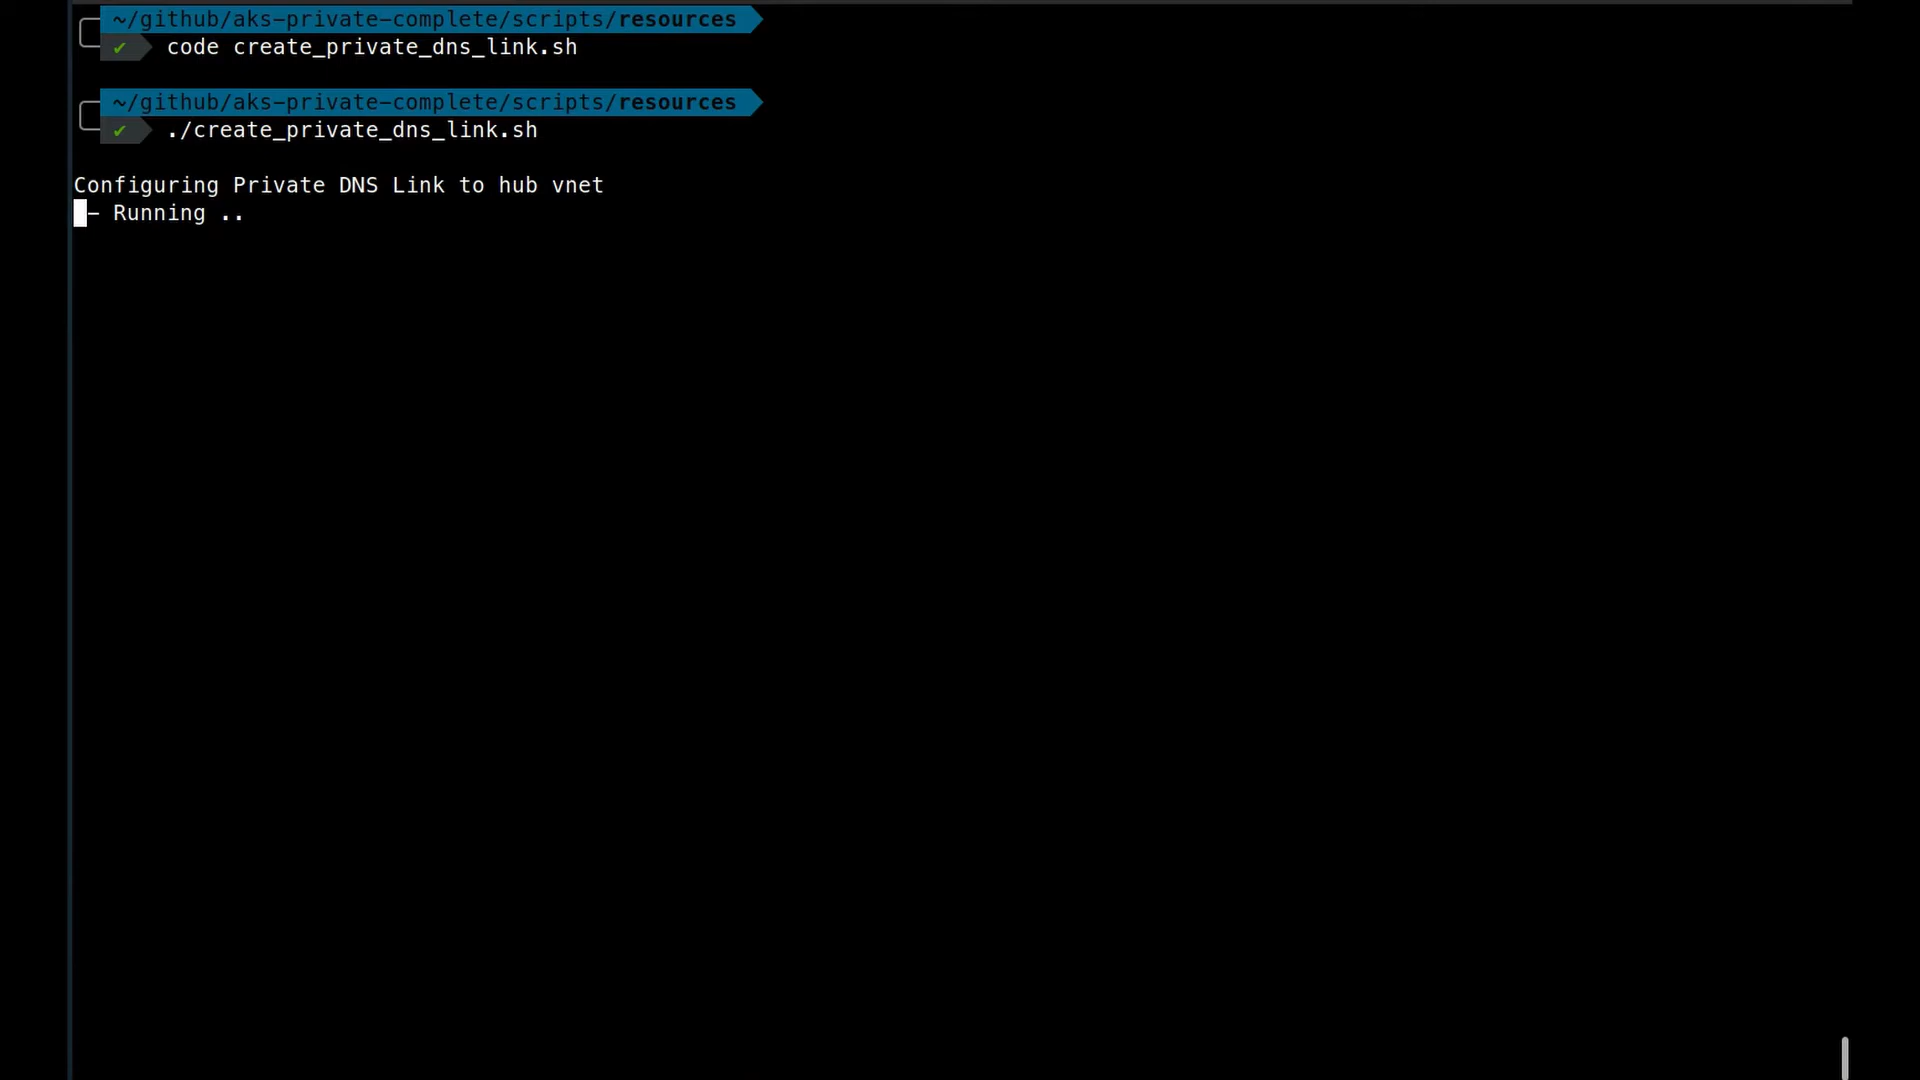 ~/github/aks-private-complete/scripts/resources
✔ code create_private_dns_link.sh
~/github/aks-private-complete/scripts/resources
✔ ./create_private_dns_link.sh
Configuring Private DNS Link to hub vnet
- Running ..